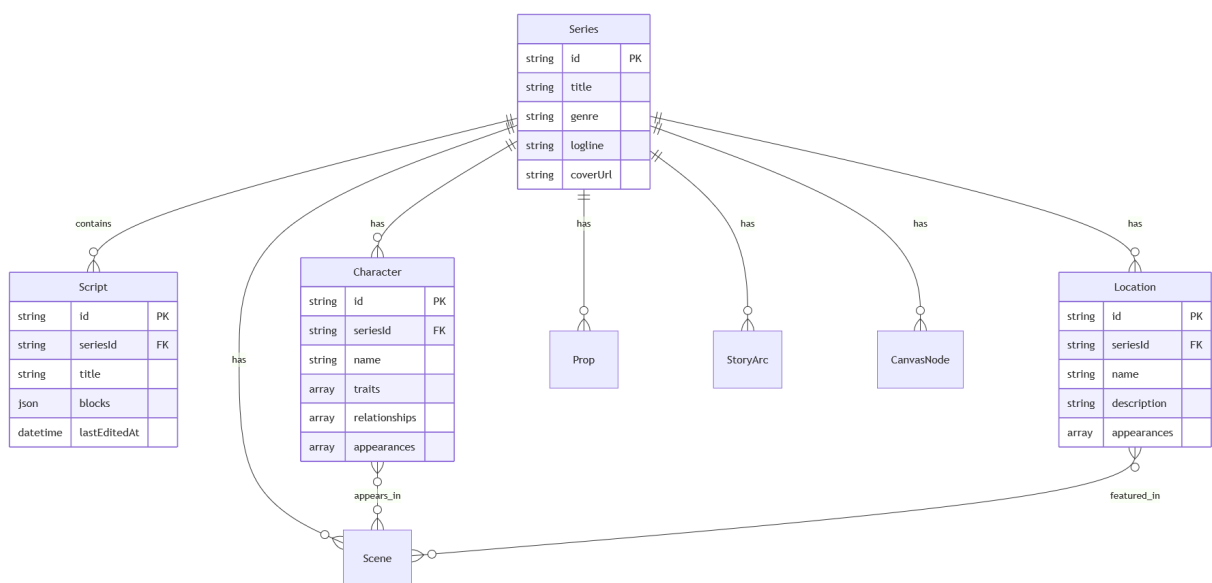 Series
string id PK
string title
string genre
string logline
string coverUrl
contains
has
has
has
has
has
has
Script
string id PK
string seriesId FK
string title
json blocks
datetime lastEditedAt
Character
string id PK
string seriesId FK
string name
array traits
array relationships
array appearances
Prop
StoryArc
CanvasNode
Location
string id PK
string seriesId FK
string name
string description
array appearances
appears_in
featured_in
Scene